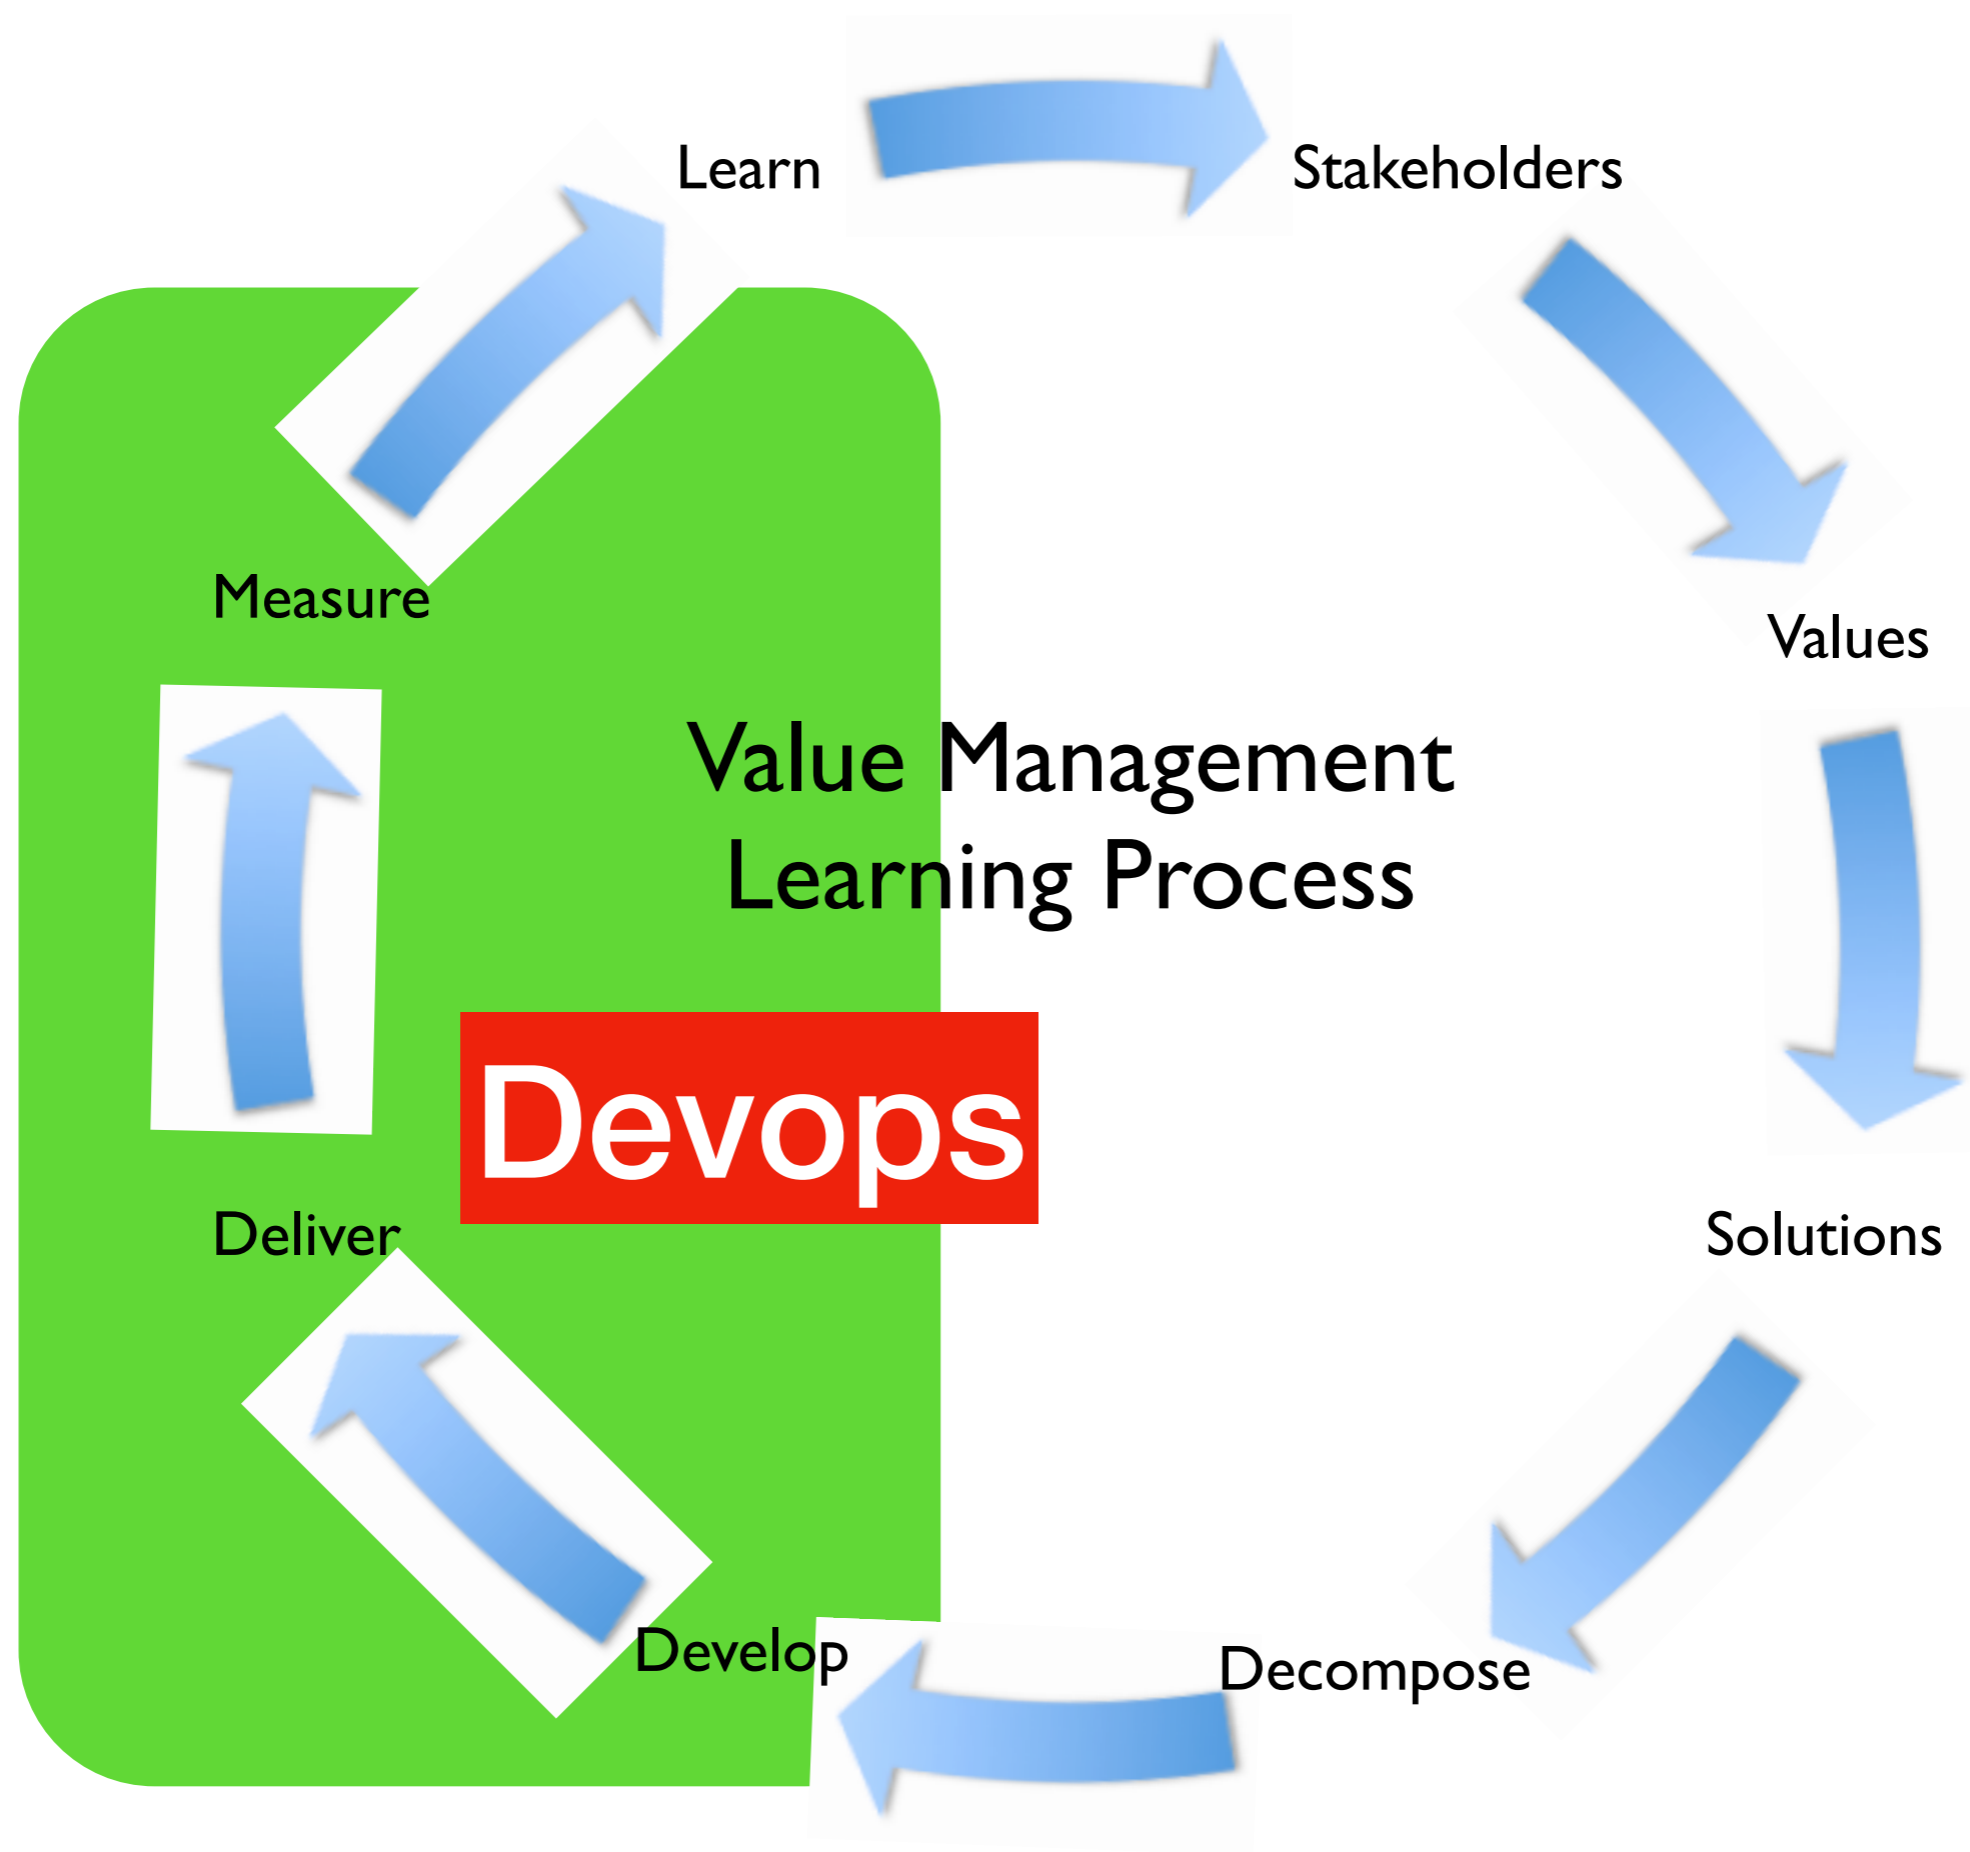 Learn
Stakeholders
Measure
Values
Value Management
Learning Process
Devops
Deliver
Solutions
Develop
Decompose